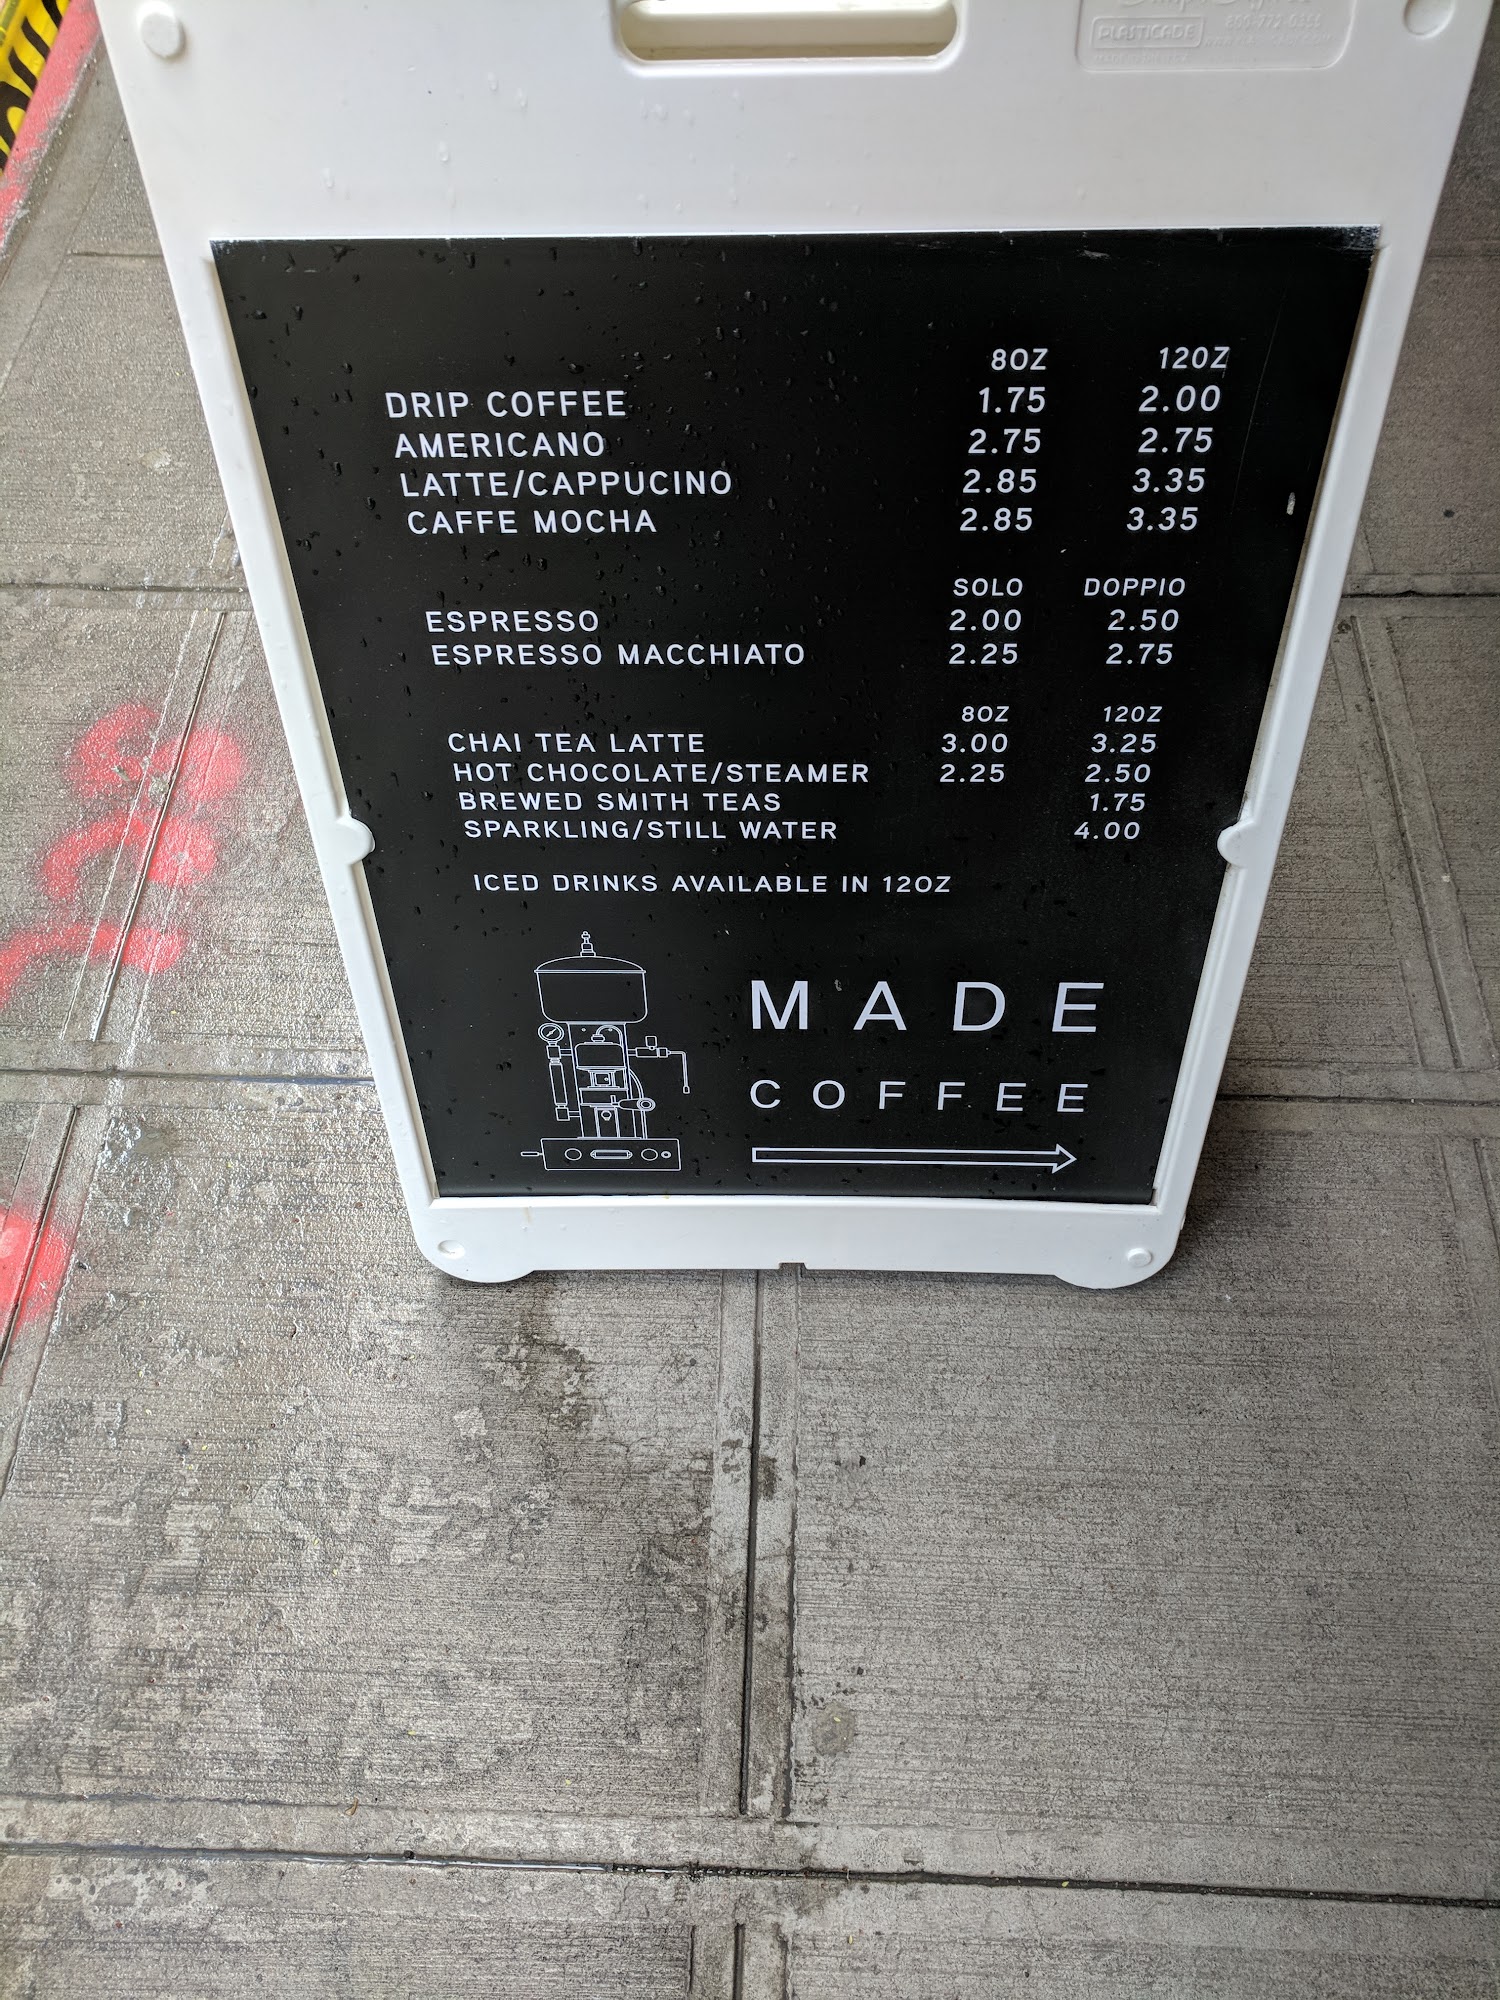 800-772-0355
PLASTICADE
8OZ 12OZ
DRIP COFFEE 1.75 2.00
AMERICANO 2.75 2.75
LATTE/CAPPUCINO 2.85 3.35
CAFFE MOCHA 2.85 3.35
SOLO DOPPIO
ESPRESSO 2.00 2.50
ESPRESSO MACCHIATO 2.25 2.75
8OZ 12OZ
CHAI TEA LATTE 3.00 3.25
HOT CHOCOLATE/STEAMER 2.25 2.50
BREWED SMITH TEAS 1.75
SPARKLING/STILL WATER 4.00
ICED DRINKS AVAILABLE IN 12OZ
MADE
COFFEE